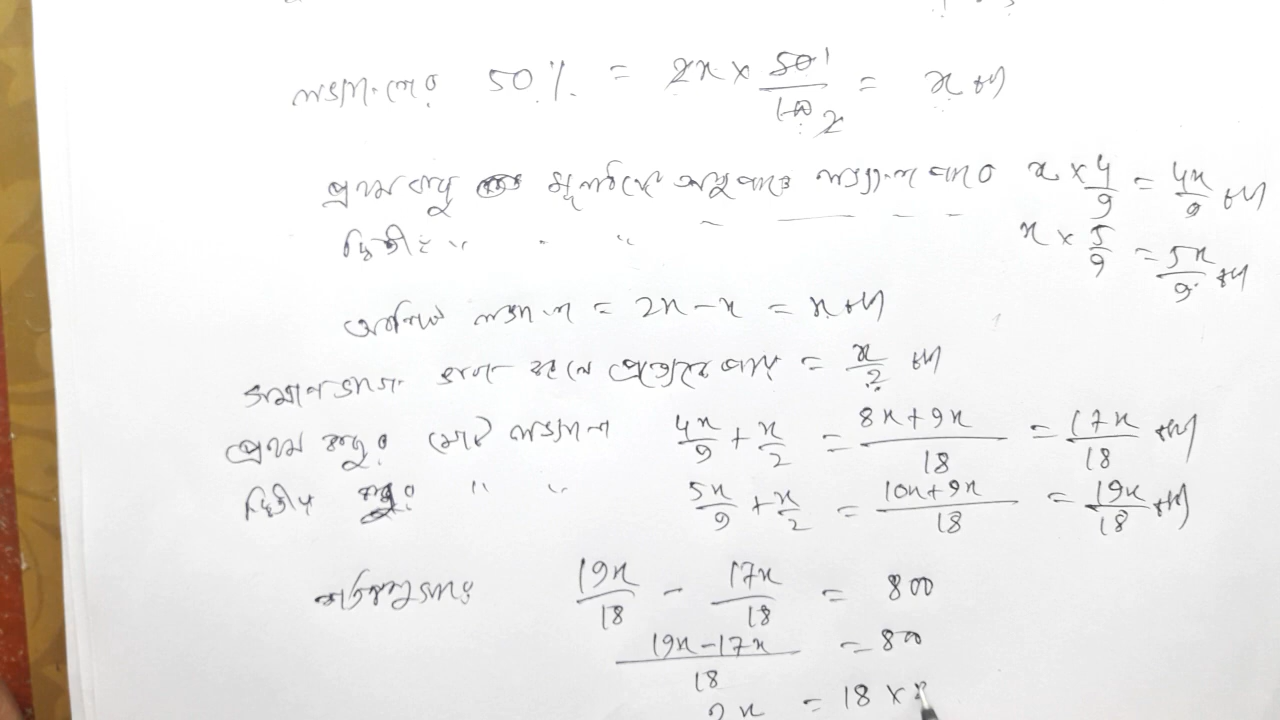 লভ্যাংশের 50% = 2x × 50/100 = x টাকা
প্রথম বন্ধু মূলধনের অনুপাতে লভ্যাংশ পাবে x × 4/9 = 4x/9 টাকা
দ্বিতীয় " " " x × 5/9 = 5x/9 টাকা
অবশিষ্ট লভ্যাংশ = 2x - x = x টাকা
সমানভাগে ভাগ হলে প্রত্যেকে পায় = x/2 টাকা
প্রথম বন্ধুর মোট লভ্যাংশ 4x/9 + x/2 = 8x+9x/18 = 17x/18 টাকা
দ্বিতীয় বন্ধুর " " 5x/9 + x/2 = 10x+9x/18 = 19x/18 টাকা
শর্তানুসারে 19x/18 - 17x/18 = 800
19x-17x/18 = 800
2x = 18 ×